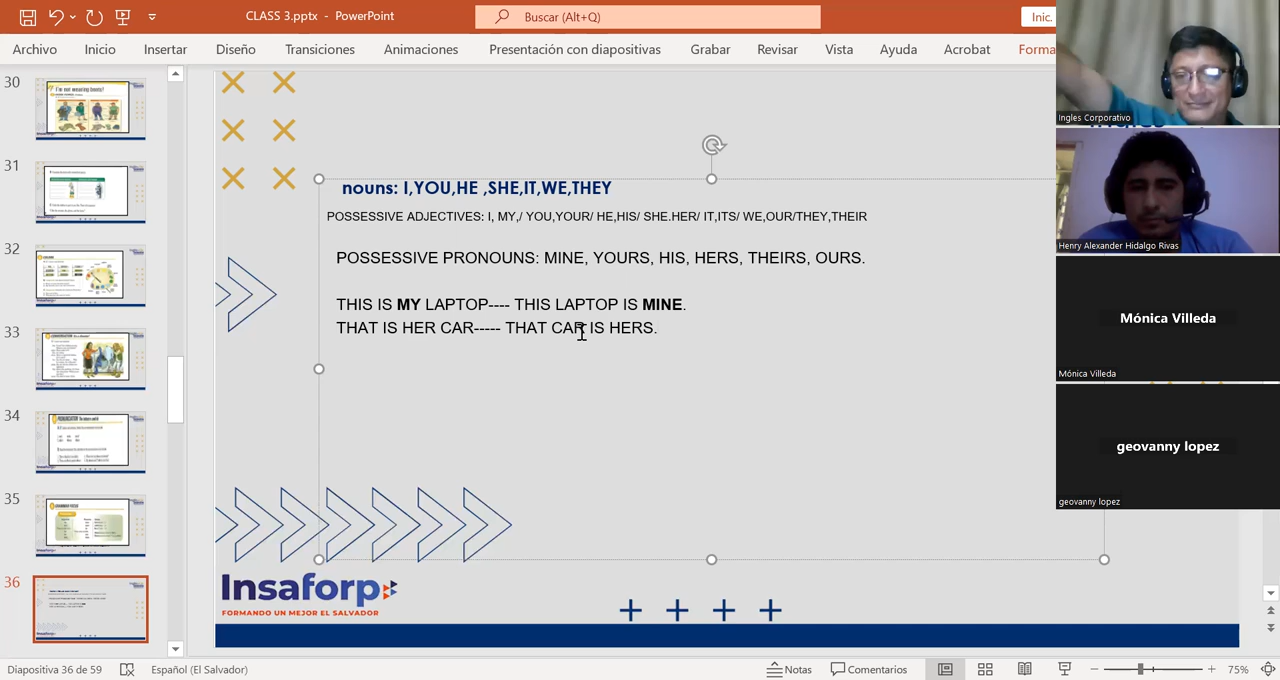 CLASS 3.pptx - PowerPoint
Buscar (Alt+Q)
Inic.
Archivo Inicio Insertar Diseño Transiciones Animaciones Presentación con diapositivas Grabar Revisar Vista Ayuda Acrobat Forma
30
31
32
33
34
35
36
nouns: I,YOU,HE ,SHE,IT,WE,THEY
POSSESSIVE ADJECTIVES: I, MY,/ YOU,YOUR/ HE,HIS/ SHE.HER/ IT,ITS/ WE,OUR/THEY,THEIR
POSSESSIVE PRONOUNS: MINE, YOURS, HIS, HERS, THEIRS, OURS.
THIS IS MY LAPTOP---- THIS LAPTOP IS MINE.
THAT IS HER CAR----- THAT CAR IS HERS.
Insaforp
FORMANDO UN MEJOR EL SALVADOR
Ingles Corporativo
Henry Alexander Hidalgo Rivas
Mónica Villeda
Mónica Villeda
geovanny lopez
geovanny lopez
Diapositiva 36 de 59 Español (El Salvador) Notas Comentarios 75%